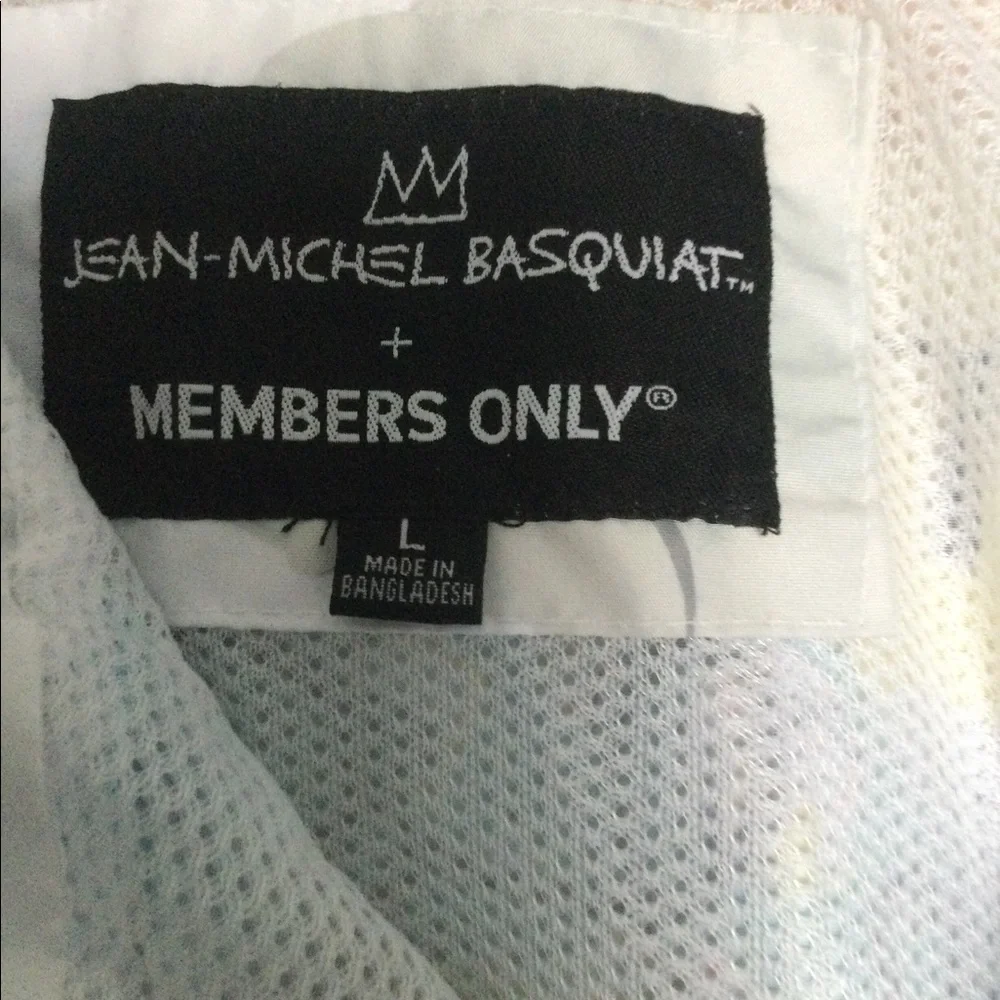 JEAN-MICHEL BASQUIAT™
+
MEMBERS ONLY®
L
MADE IN
BANGLADESH